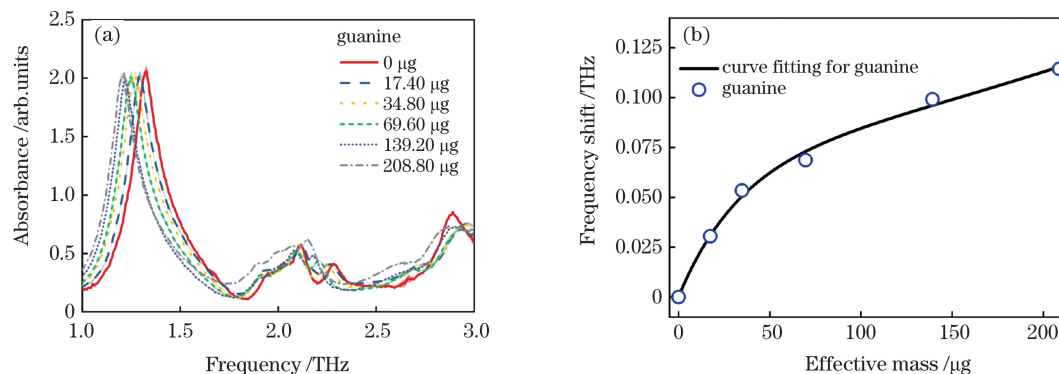 (a)
guanine
0 μg
17.40 μg
34.80 μg
69.60 μg
139.20 μg
208.80 μg
Absorbance /arb.units
2.5
2.0
1.5
1.0
0.5
0
1.0
1.5
2.0
2.5
3.0
Frequency /THz
(b)
curve fitting for guanine
guanine
Frequency shift /THz
0.125
0.100
0.075
0.050
0.025
0
0
50
100
150
200
Effective mass /μg